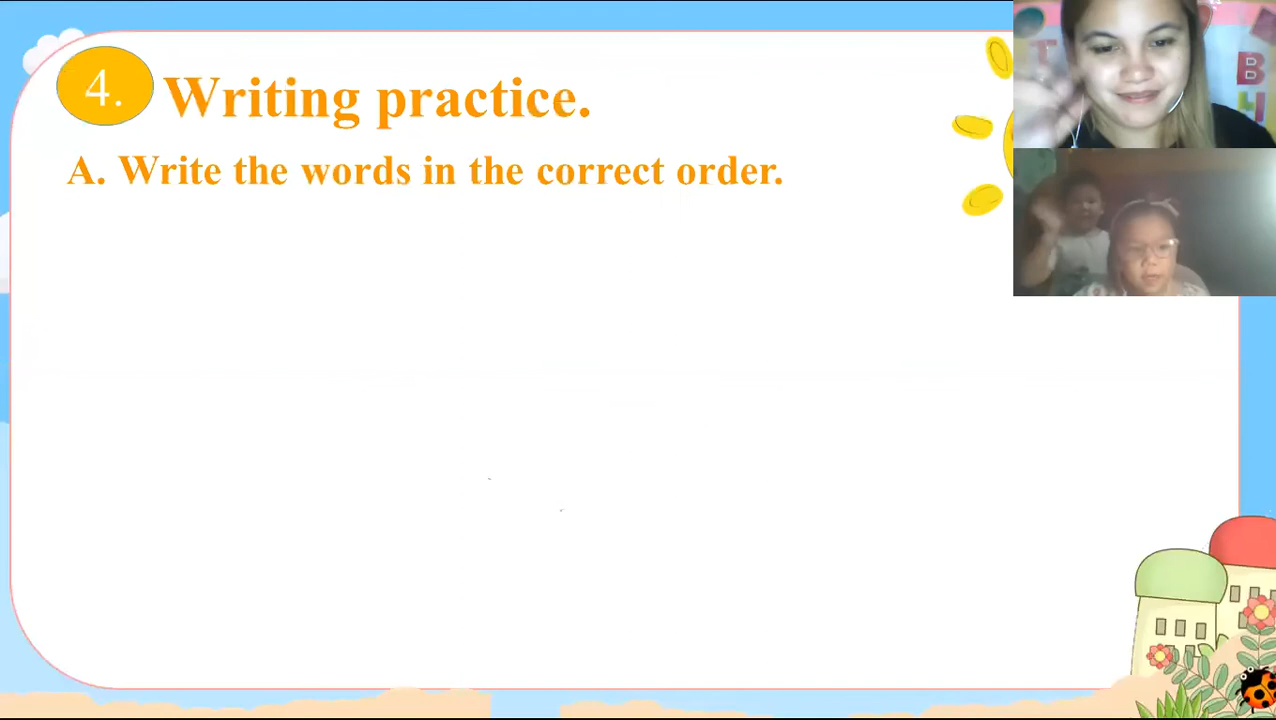 4. Writing practice.
A. Write the words in the correct order.
T
B